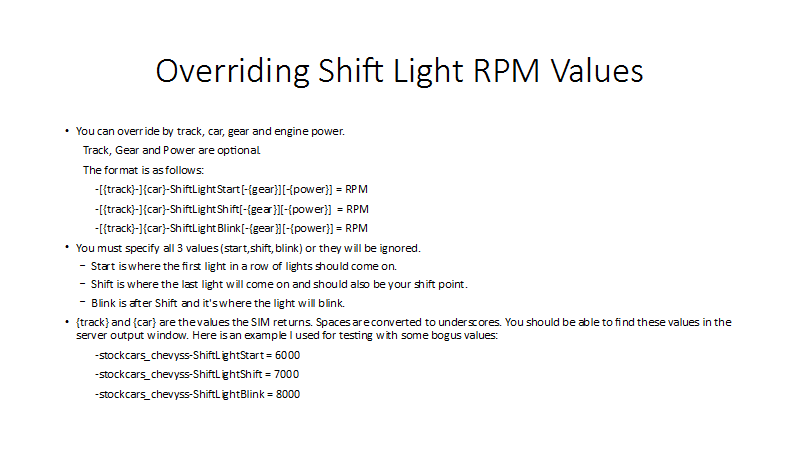 Overriding Shift Light RPM Values
• You can override by track, car, gear and engine power.
Track, Gear and Power are optional.
The format is as follows:
-[{track}-]{car}-ShiftLightStart[-{gear}][-{power}] = RPM
-[{track}-]{car}-ShiftLightShift[-{gear}][-{power}] = RPM
-[{track}-]{car}-ShiftLightBlink[-{gear}][-{power}] = RPM
• You must specify all 3 values (start,shift,blink) or they will be ignored.
– Start is where the first light in a row of lights should come on.
– Shift is where the last light will come on and should also be your shift point.
– Blink is after Shift and it's where the light will blink.
• {track} and {car} are the values the SIM returns. Spaces are converted to underscores. You should be able to find these values in the
server output window. Here is an example I used for testing with some bogus values:
-stockcars_chevyss-ShiftLightStart = 6000
-stockcars_chevyss-ShiftLightShift = 7000
-stockcars_chevyss-ShiftLightBlink = 8000